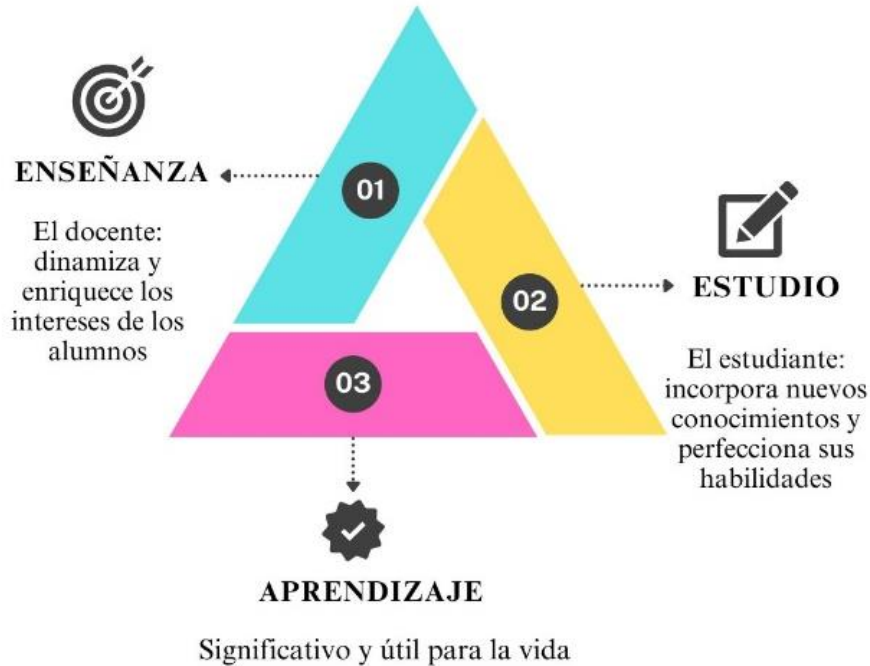 01
ENSEÑANZA
El docente:
dinamiza y
enriquece los
intereses de los
alumnos
02
ESTUDIO
El estudiante:
incorpora nuevos
conocimientos y
perfecciona sus
habilidades
03
APRENDIZAJE
Significativo y útil para la vida